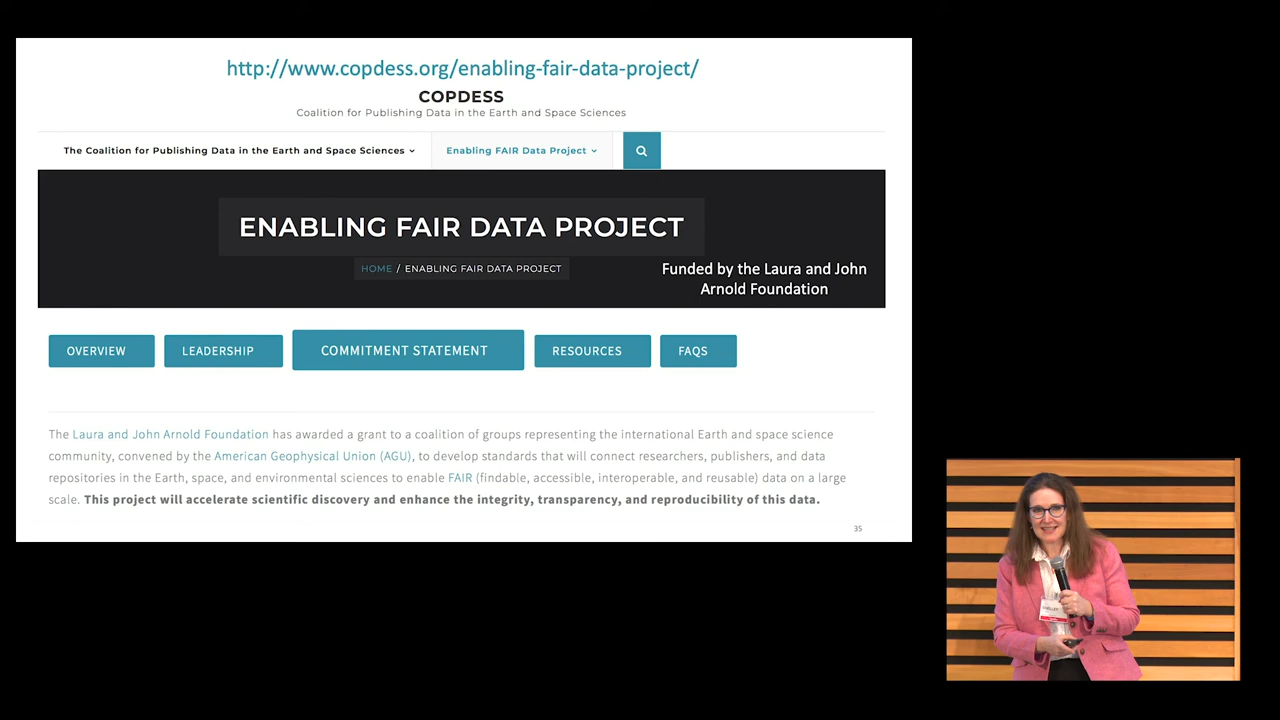 http://www.copdess.org/enabling-fair-data-project/
COPDESS
Coalition for Publishing Data in the Earth and Space Sciences
The Coalition for Publishing Data in the Earth and Space Sciences
Enabling FAIR Data Project
ENABLING FAIR DATA PROJECT
HOME / ENABLING FAIR DATA PROJECT
Funded by the Laura and John
Arnold Foundation
OVERVIEW
LEADERSHIP
COMMITMENT STATEMENT
RESOURCES
FAQS
The Laura and John Arnold Foundation has awarded a grant to a coalition of groups representing the international Earth and space science
community, convened by the American Geophysical Union (AGU), to develop standards that will connect researchers, publishers, and data
repositories in the Earth, space, and environmental sciences to enable FAIR (findable, accessible, interoperable, and reusable) data on a large
scale. This project will accelerate scientific discovery and enhance the integrity, transparency, and reproducibility of this data.
35